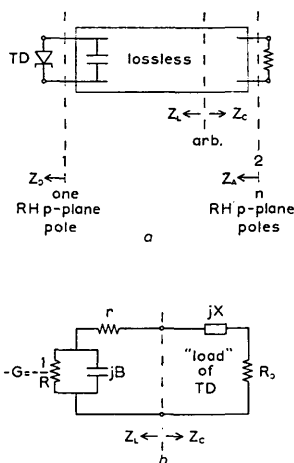 TD
lossless
Z_L Z_C
arb.
1 2
Z_D Z_A
one n
RH p-plane RH p-plane
pole poles
a
r jX
-G=-1/R jB "load" of TD R_D
Z_L Z_C
b